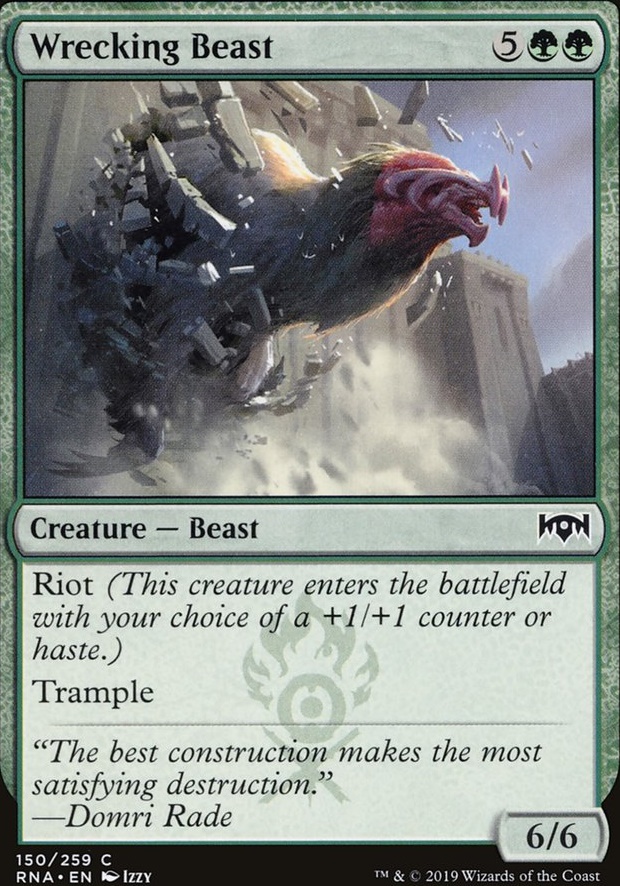 Wrecking Beast 5
Creature — Beast
Riot (This creature enters the battlefield
with your choice of a +1/+1 counter or
haste.)
Trample
“The best construction makes the most
satisfying destruction.”
—Domri Rade
6/6
150/259 C
RNA • EN Izzy
™ & © 2019 Wizards of the Coast